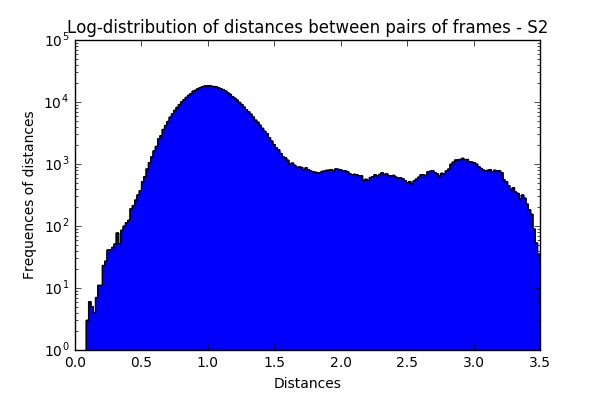 Log-distribution of distances between pairs of frames - S2
Frequences of distances
10^5
10^4
10^3
10^2
10^1
10^0
0.0 0.5 1.0 1.5 2.0 2.5 3.0 3.5
Distances